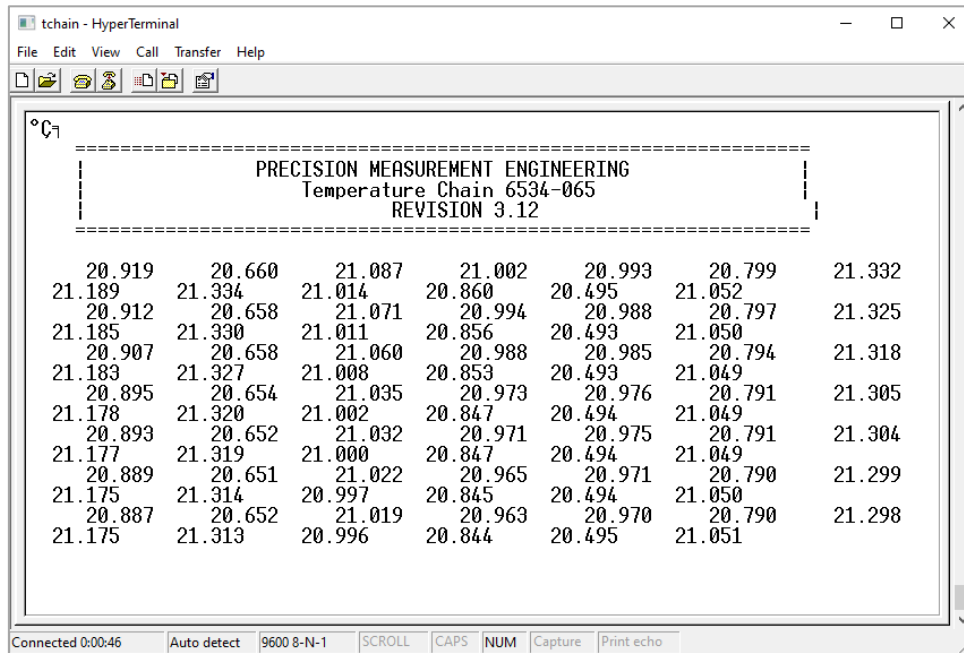 tchain - HyperTerminal
File Edit View Call Transfer Help
°Ç╕
=================================================================
¦ PRECISION MEASUREMENT ENGINEERING ¦
¦ Temperature Chain 6534-065 ¦
¦ REVISION 3.12 ¦
=================================================================
20.919 20.660 21.087 21.002 20.993 20.799 21.332
21.189 21.334 21.014 20.860 20.495 21.052
20.912 20.658 21.071 20.994 20.988 20.797 21.325
21.185 21.330 21.011 20.856 20.493 21.050
20.907 20.658 21.060 20.988 20.985 20.794 21.318
21.183 21.327 21.008 20.853 20.493 21.049
20.895 20.654 21.035 20.973 20.976 20.791 21.305
21.178 21.320 21.002 20.847 20.494 21.049
20.893 20.652 21.032 20.971 20.975 20.791 21.304
21.177 21.319 21.000 20.847 20.494 21.049
20.889 20.651 21.022 20.965 20.971 20.790 21.299
21.175 21.314 20.997 20.845 20.494 21.050
20.887 20.652 21.019 20.963 20.970 20.790 21.298
21.175 21.313 20.996 20.844 20.495 21.051
Connected 0:00:46 Auto detect 9600 8-N-1 SCROLL CAPS NUM Capture Print echo